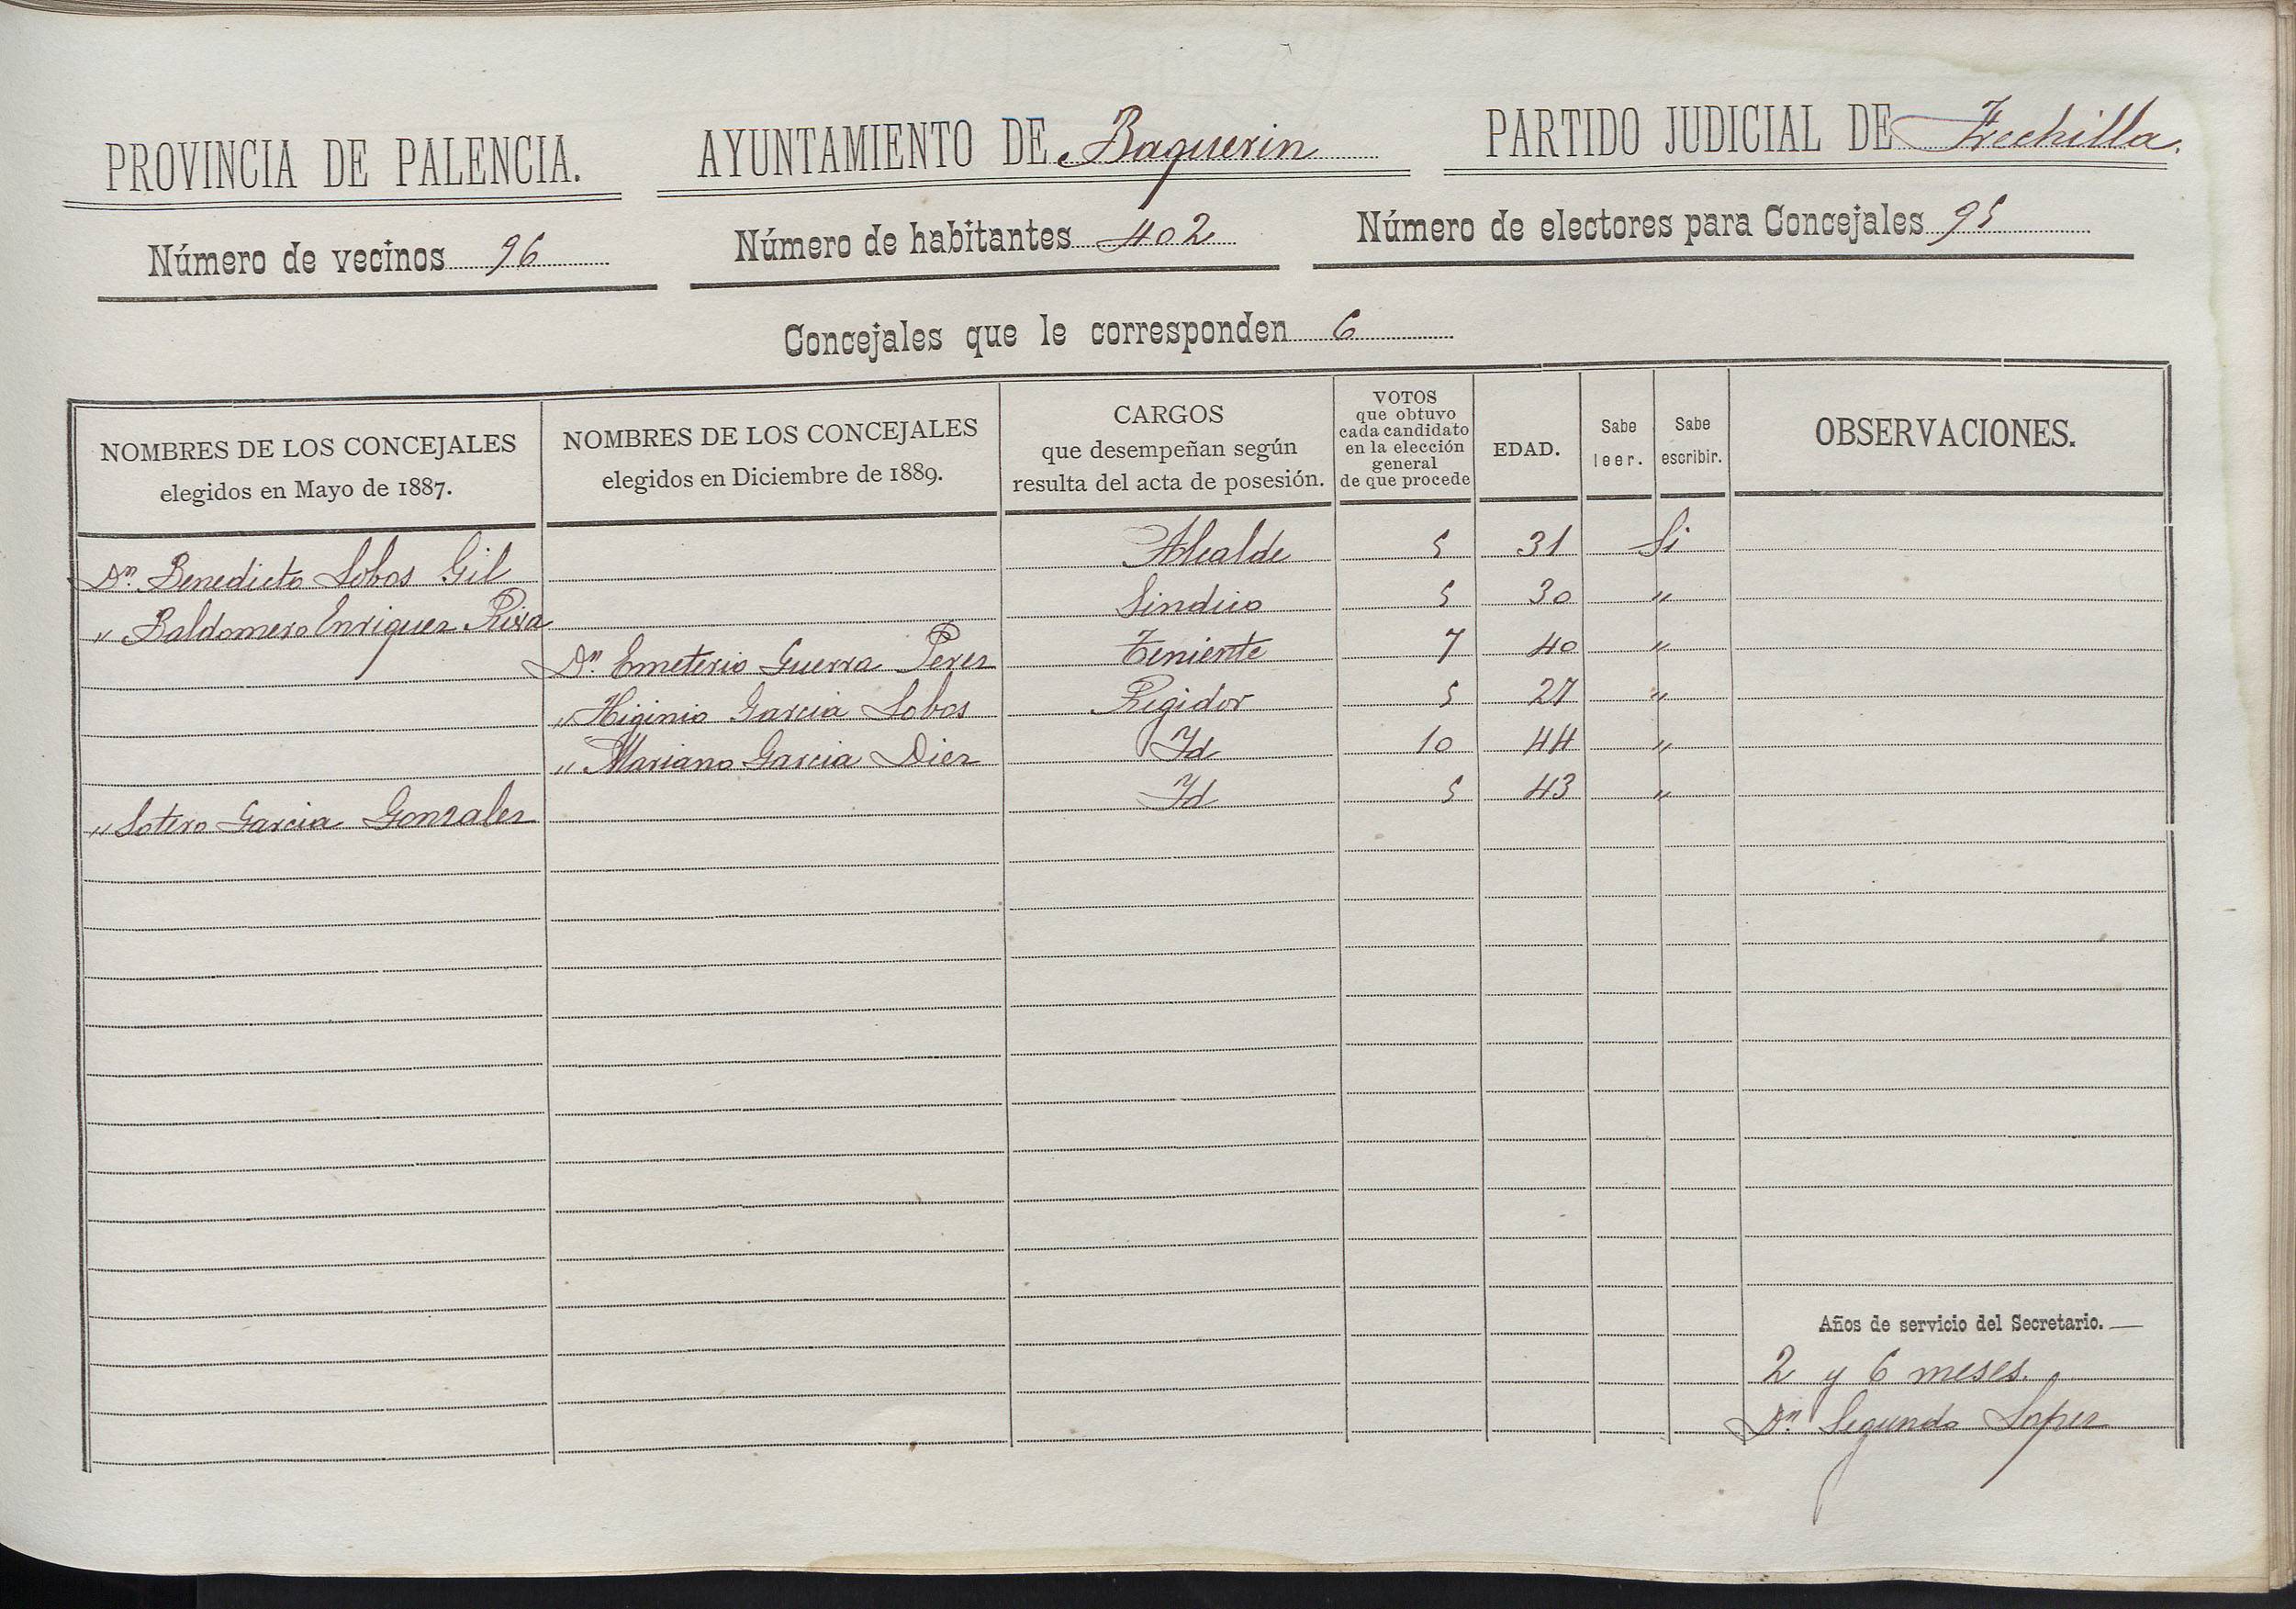 PROVINCIA DE PALENCIA. AYUNTAMIENTO DE Baquerin PARTIDO JUDICIAL DE Frechilla.
Número de vecinos 96 Número de habitantes 402 Número de electores para Concejales 95
Concejales que le corresponden 6
NOMBRES DE LOS CONCEJALES
elegidos en Mayo de 1887.
NOMBRES DE LOS CONCEJALES
elegidos en Diciembre de 1889.
CARGOS
que desempeñan según
resulta del acta de posesión.
VOTOS
que obtuvo
cada candidato
en la elección
general
de que procede
EDAD.
Sabe
leer.
Sabe
escribir.
OBSERVACIONES.
Dn. Benedicto Lobos Gil Alcalde 5 31 Si
" Baldomero Enriquez Rixa Sindico 5 30 "
Dn. Emeterio Guerra Perez Teniente 7 40 "
" Higinio Garcia Lobos Regidor 5 27 "
" Mariano Garcia Diez Id 10 44 "
" Sotero Garcia Gonzalez Id 5 43 "
Años de servicio del Secretario.
2 y 6 meses.
Dn. Segundo Lopez